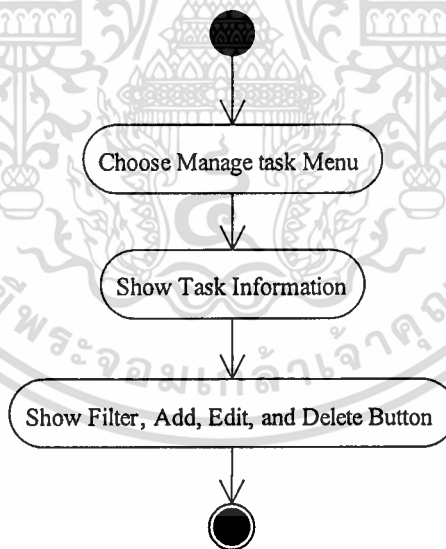 Choose Manage task Menu
Show Task Information
Show Filter, Add, Edit, and Delete Button